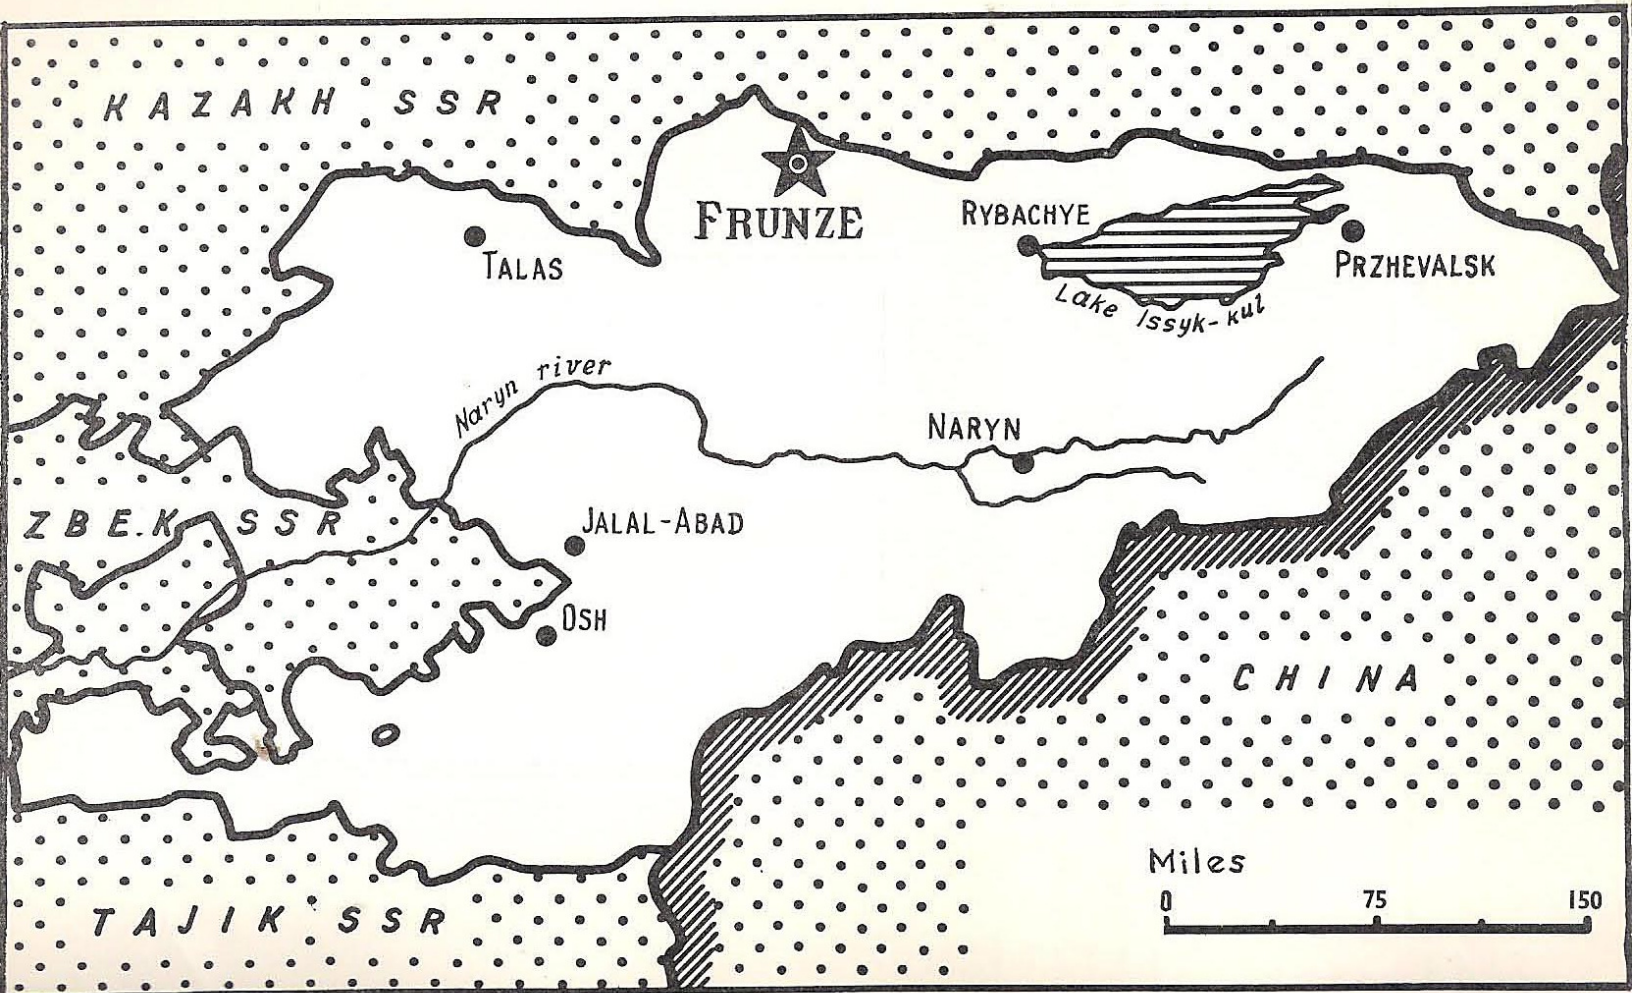 KAZAKH SSR
FRUNZE
RYBACHYE
TALAS
PRZHEVALSK
Lake Issyk-kul
Naryn river
NARYN
ZBE.K SSR
JALAL-ABAD
OSH
CHINA
Miles
0 75 150
TAJIK SSR